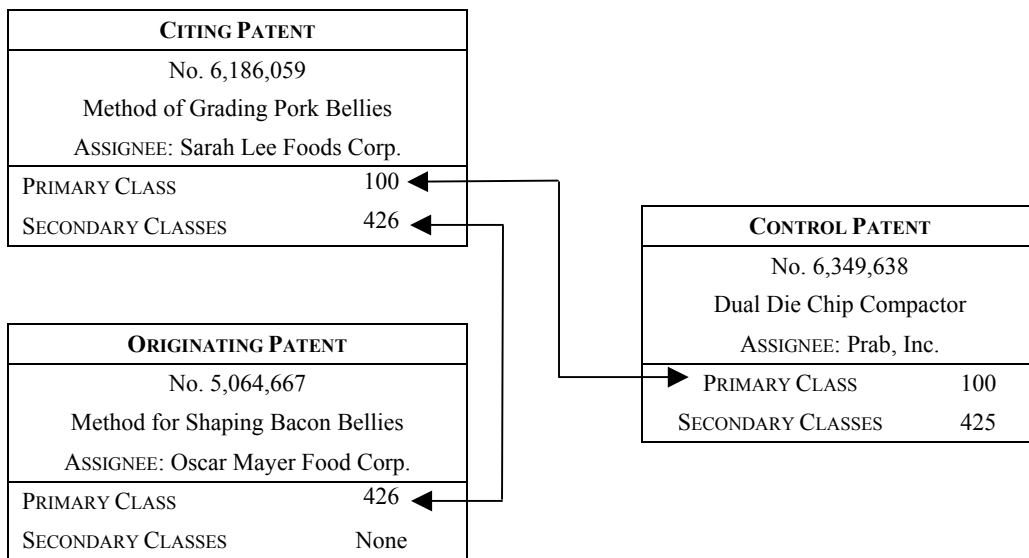 CITING PATENT
No. 6,186,059
Method of Grading Pork Bellies
ASSIGNEE: Sarah Lee Foods Corp.
PRIMARY CLASS 100
SECONDARY CLASSES 426
ORIGINATING PATENT
No. 5,064,667
Method for Shaping Bacon Bellies
ASSIGNEE: Oscar Mayer Food Corp.
PRIMARY CLASS 426
SECONDARY CLASSES None
CONTROL PATENT
No. 6,349,638
Dual Die Chip Compactor
ASSIGNEE: Prab, Inc.
PRIMARY CLASS 100
SECONDARY CLASSES 425